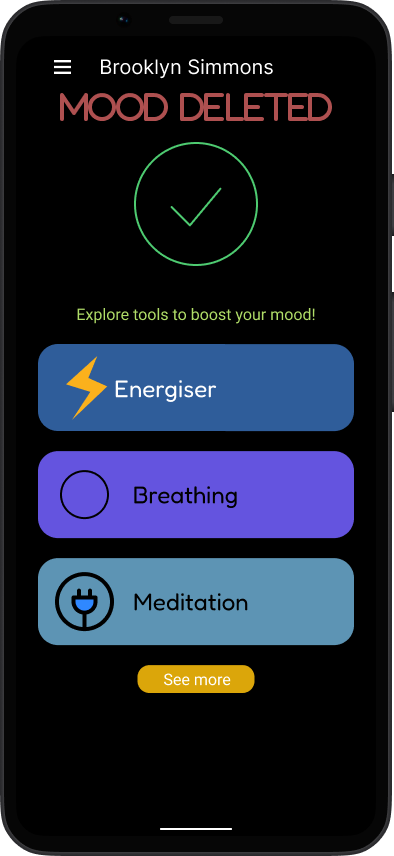 Brooklyn Simmons
MOOD DELETED
Explore tools to boost your mood!
Energiser
Breathing
Meditation
See more